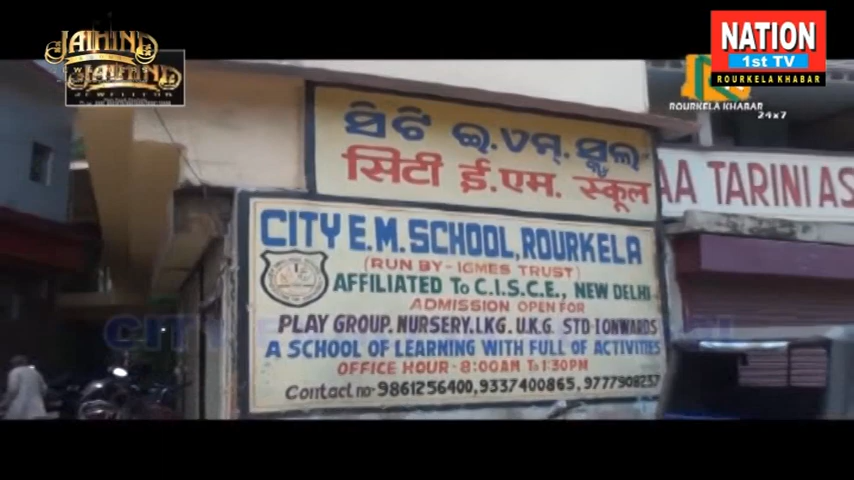 JAIHIND
JAIHIND
JEWELLERS
NATION
1st TV
ROURKELA KHABAR
ROURKELA KHABAR
24x7
ସିଟି ଇ.ଏମ୍. ସ୍କୁଲ
सिटी ई.एम. स्कूल
AA TARINI AS
CITY E.M. SCHOOL, ROURKELA
(RUN BY- IGMES TRUST)
AFFILIATED TO C.I.S.C.E., NEW DELHI
ADMISSION OPEN FOR
PLAY GROUP. NURSERY. LKG. U.K.G. STD I ONWARDS
A SCHOOL OF LEARNING WITH FULL OF ACTIVITIES
OFFICE HOUR - 8:00AM TO 1:30PM
Contact no- 9861256400, 9337400865, 9777908237